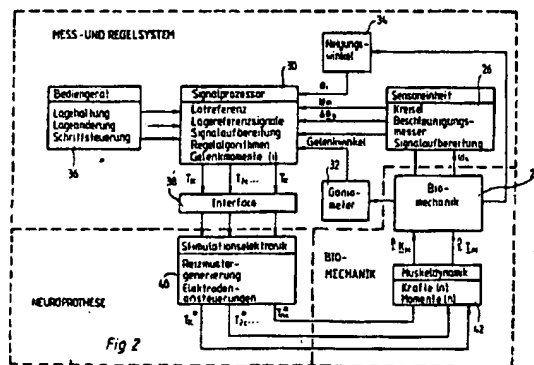 MESS- UND REGELSYSTEM
34
Neigungs-
winkel
30
Bediengerät
Lagehaltung
Lageänderung
Schrittsteuerung
36
Signalprozessor
Lotreferenz
Lagereferenzsignale
Signalaufbereitung
Regelalgorithmen
Gelenkmomente (i)
Sensoreinheit
26
Kreisel
Beschleunigungs-
messer
Signalaufbereitung
Gelenkwinkel
32
Gonio-
meter
Bio-
mechanik
2
38
Interface
Stimulationselektronik
Reizmuster-
generierung
Elektroden-
ansteuerungen
40
NEUROPROTHESE
BIO-
MECHANIK
Muskeldynamik
Kräfte (n)
Momente (n)
42
Fig 2